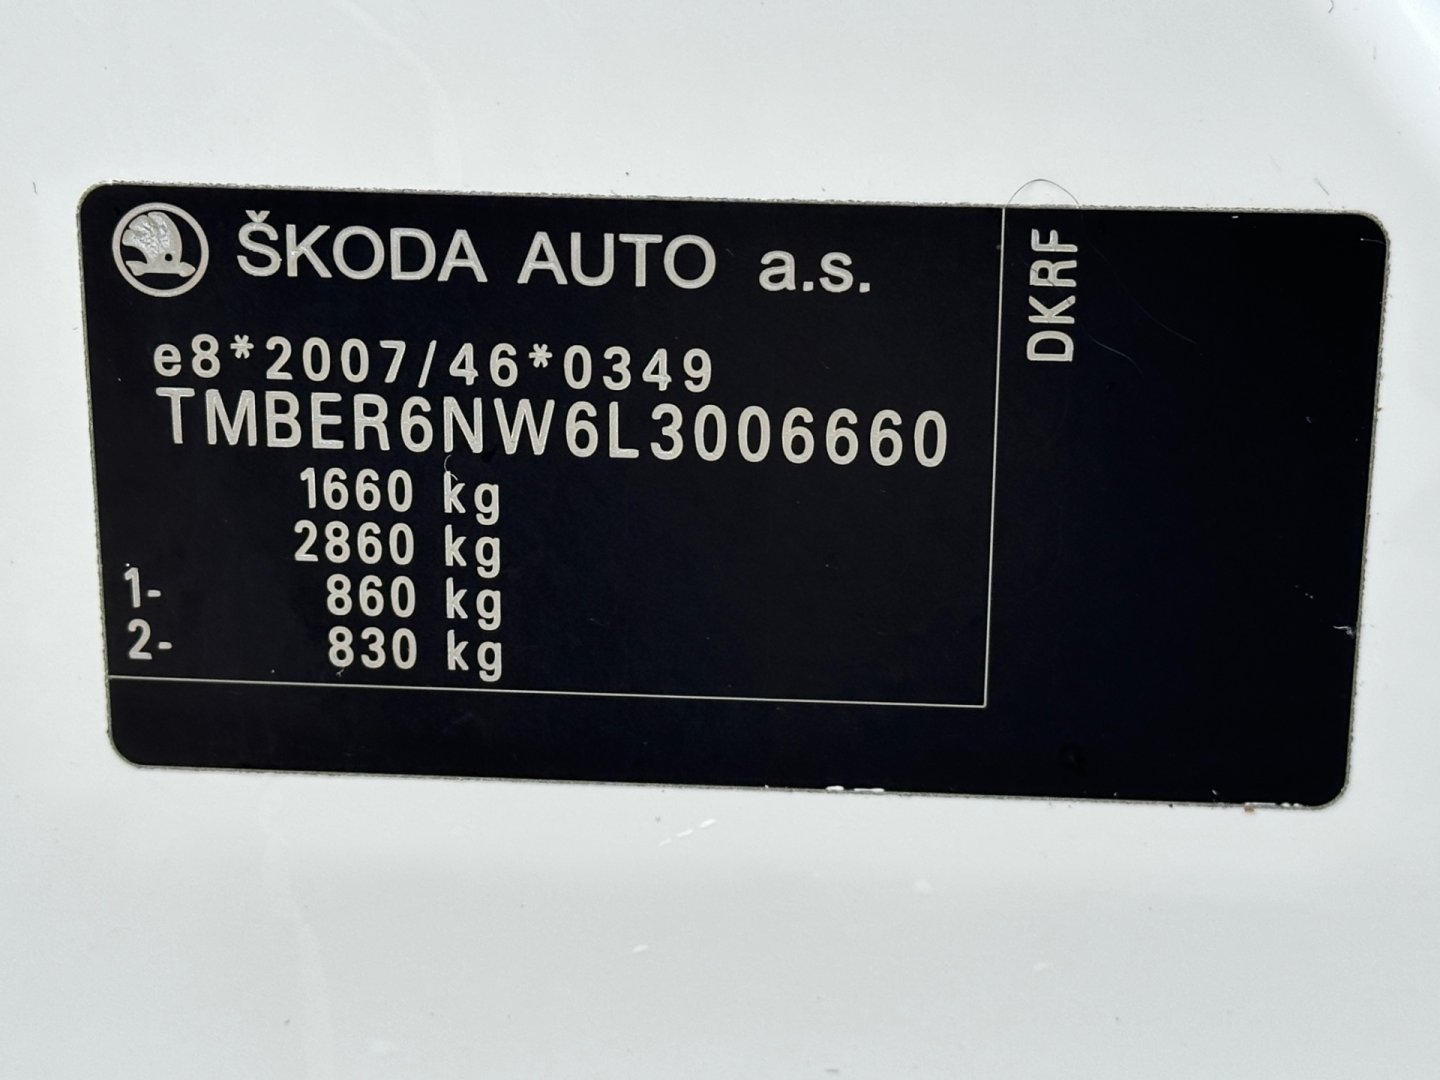 ŠKODA AUTO a.s.
e8*2007/46*0349
TMBER6NW6L3006660
1660 kg
2860 kg
1- 860 kg
2- 830 kg
DKRF